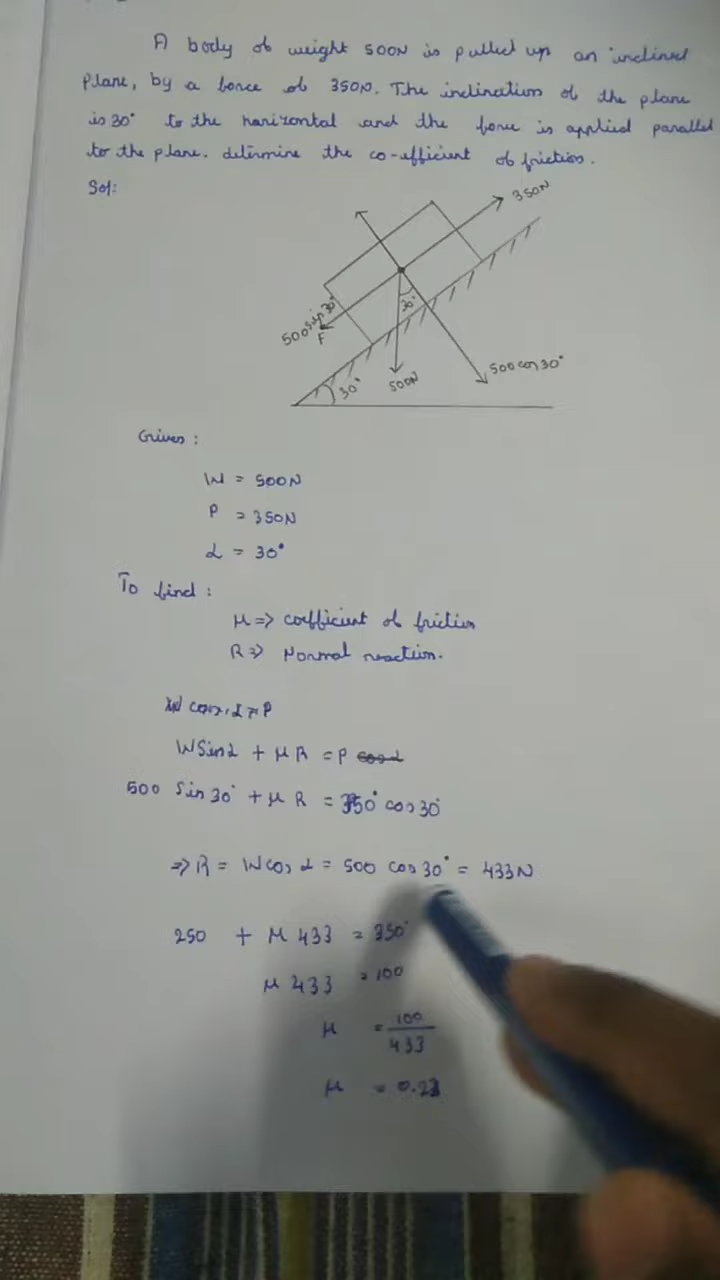 A body of weight 500N is pulled up an inclined
plane, by a force of 350N. The inclination of the plane
is 30° to the harizontal and the force is applied parallel
to the plane. determine the co-efficient of friction.
Sol:
350N
500 sin 30°
F
30°
30°
500N
500 cos 30°
Given:
W = 500N
P = 350N
α = 30°
To find:
μ => coefficient of friction
R => Normal reaction.
W Sinα + μ R = P
500 Sin 30° + μ R = 350° cos 30°
=> R = W cos α = 500 cos 30° = 433N
250 + μ 433 = 350°
μ 433 = 100
μ = 100/433
μ = 0.23